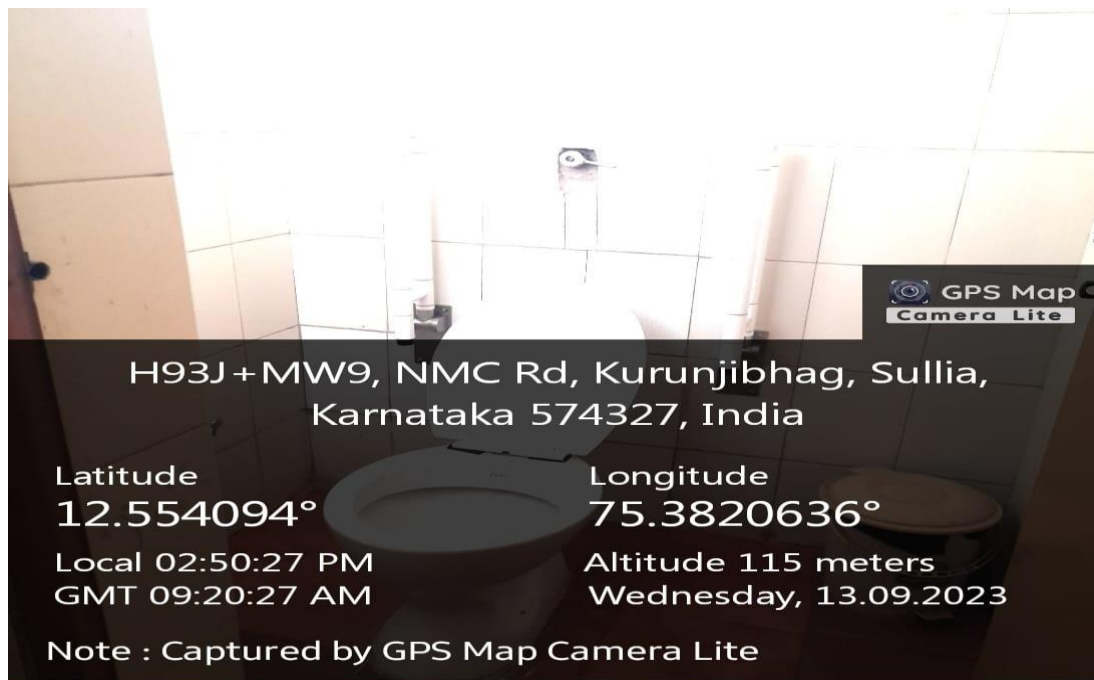 GPS Map
Camera Lite
H93J+MW9, NMC Rd, Kurunjibhag, Sullia,
Karnataka 574327, India
Latitude
12.554094°
Longitude
75.3820636°
Local 02:50:27 PM
GMT 09:20:27 AM
Altitude 115 meters
Wednesday, 13.09.2023
Note : Captured by GPS Map Camera Lite